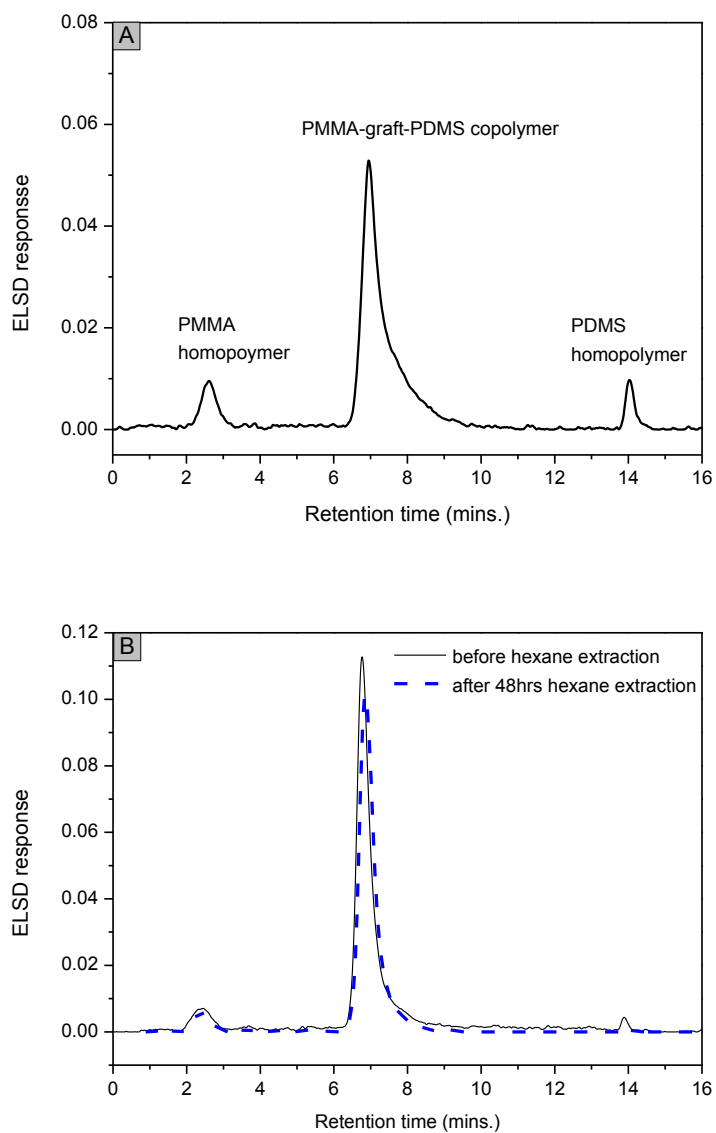 A
0.08
0.06
0.04
0.02
0.00
ELSD responsse
PMMA-graft-PDMS copolymer
PMMA
homopoymer
PDMS
homopolymer
0 2 4 6 8 10 12 14 16
Retention time (mins.)
B
0.12
0.10
0.08
0.06
0.04
0.02
0.00
ELSD response
before hexane extraction
after 48hrs hexane extraction
0 2 4 6 8 10 12 14 16
Retention time (mins.)